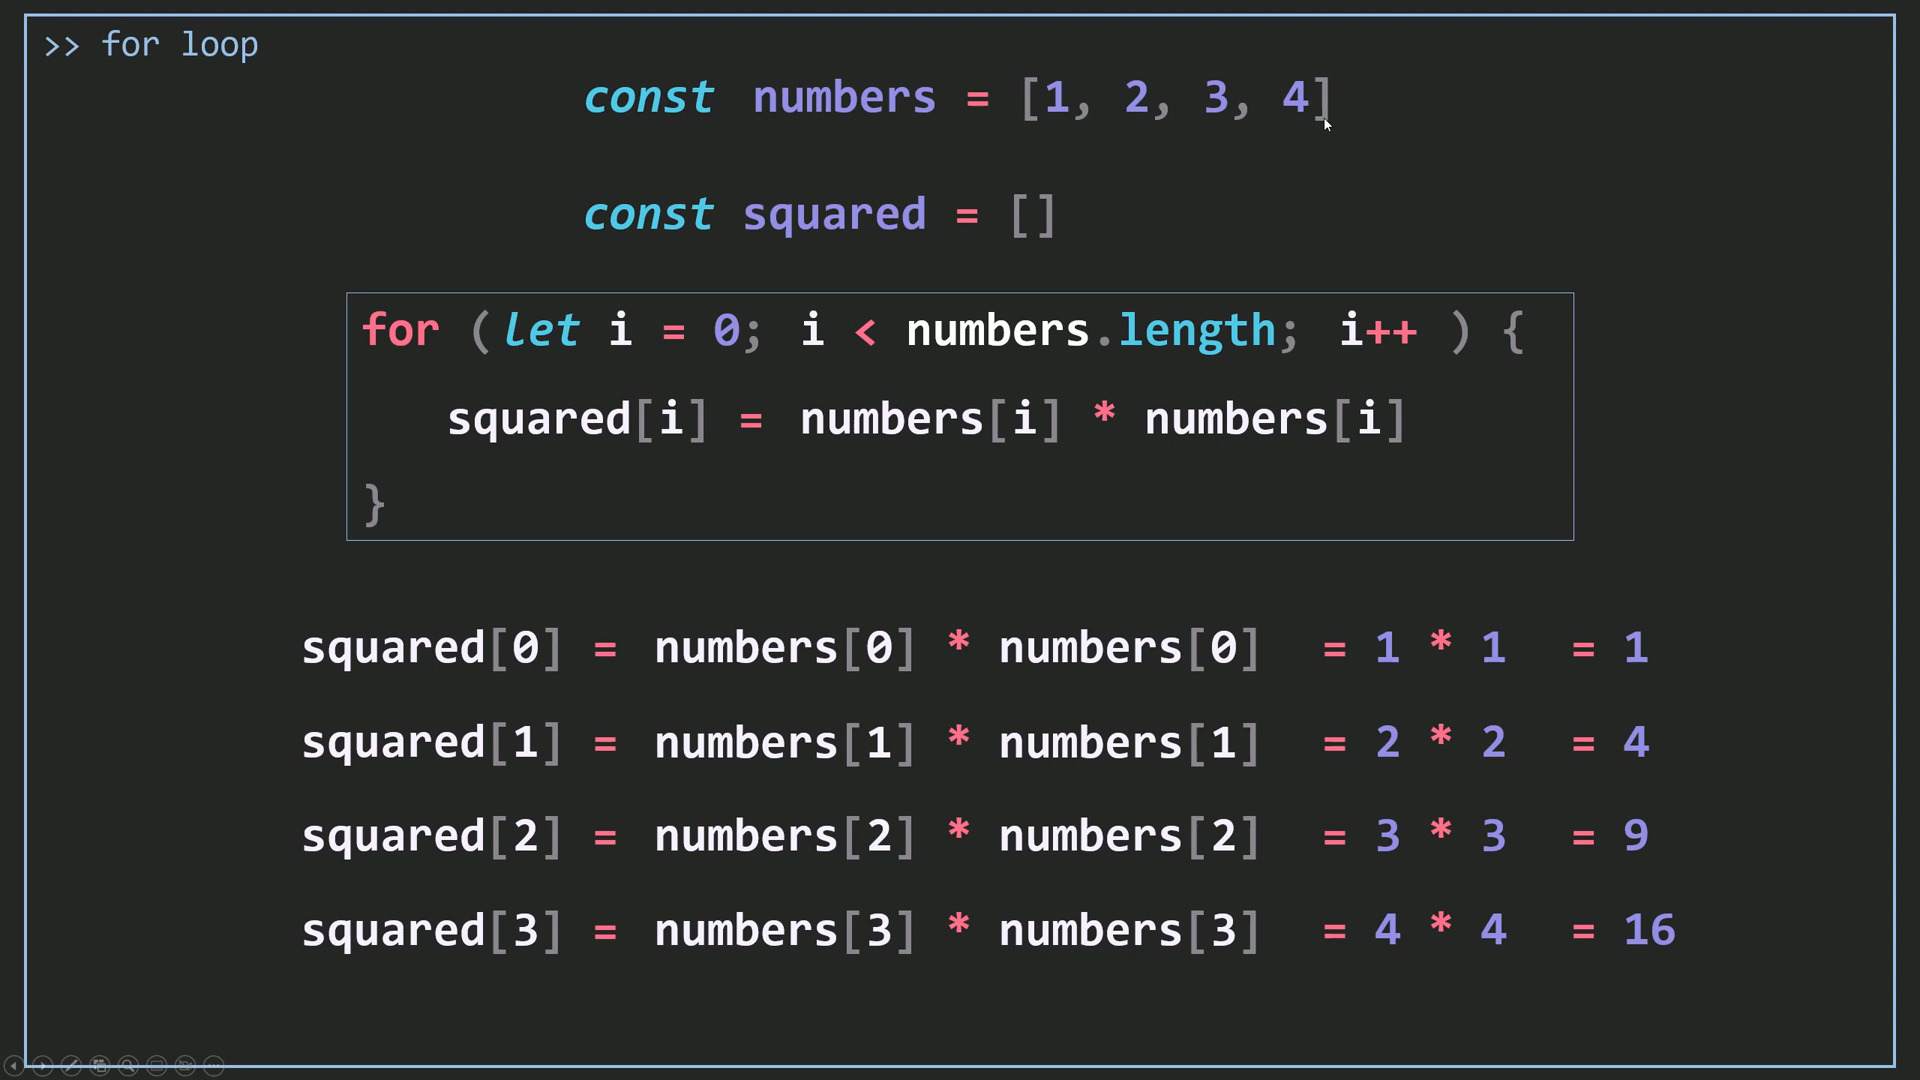 >> for loop
const numbers = [1, 2, 3, 4]
const squared = []
for (let i = 0; i < numbers.length; i++ ) {
squared[i] = numbers[i] * numbers[i]
}
squared[0] = numbers[0] * numbers[0] = 1 * 1 = 1
squared[1] = numbers[1] * numbers[1] = 2 * 2 = 4
squared[2] = numbers[2] * numbers[2] = 3 * 3 = 9
squared[3] = numbers[3] * numbers[3] = 4 * 4 = 16